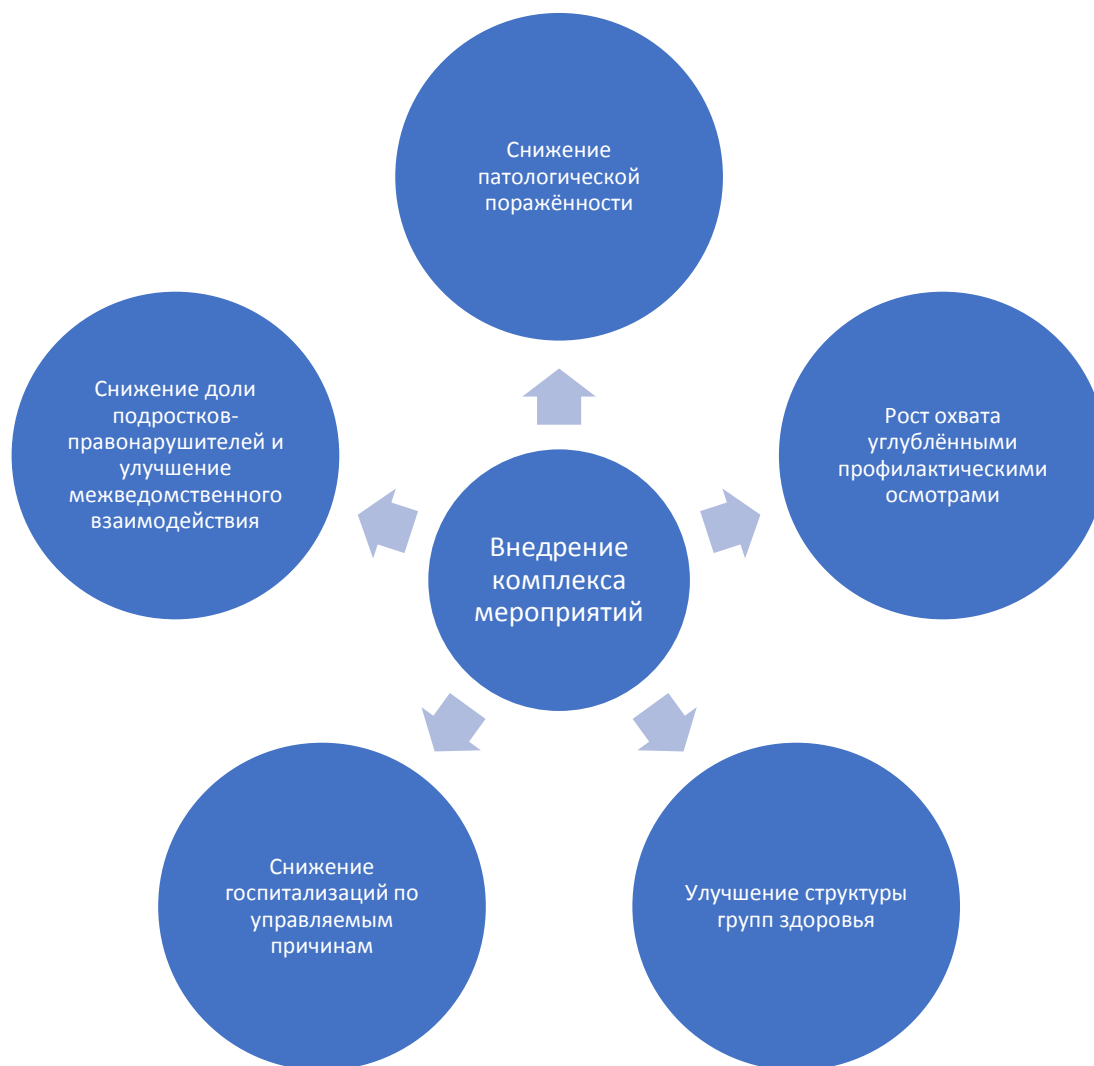 Снижение
патологической
поражённости
Снижение доли
подростков-
правонарушителей и
улучшение
межведомственного
взаимодействия
Рост охвата
углублёнными
профилактическими
осмотрами
Внедрение
комплекса
мероприятий
Снижение
госпитализаций по
управляемым
причинам
Улучшение структуры
групп здоровья